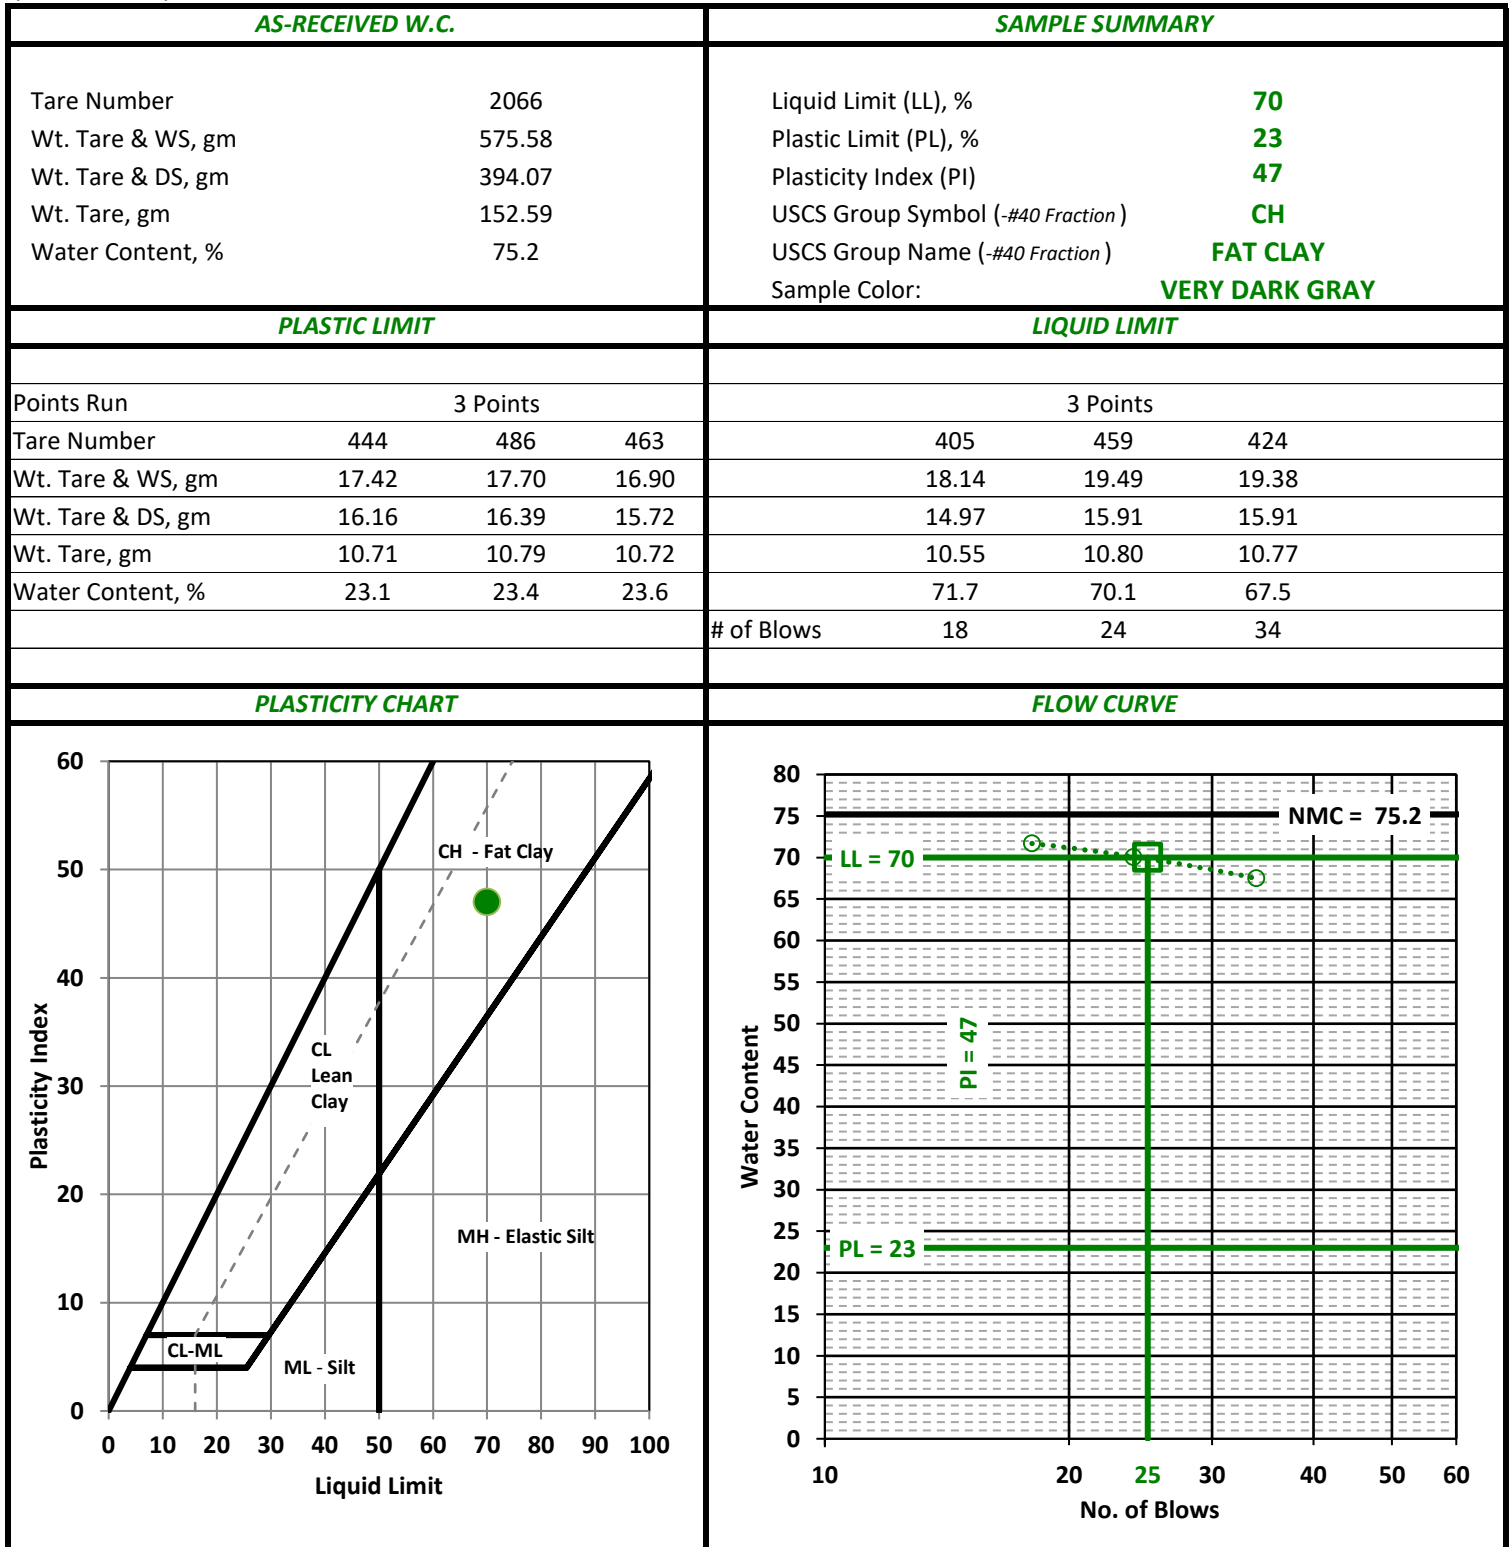 AS-RECEIVED W.C.
Tare Number 2066
Wt. Tare & WS, gm 575.58
Wt. Tare & DS, gm 394.07
Wt. Tare, gm 152.59
Water Content, % 75.2
SAMPLE SUMMARY
Liquid Limit (LL), % 70
Plastic Limit (PL), % 23
Plasticity Index (PI) 47
USCS Group Symbol (-#40 Fraction ) CH
USCS Group Name (-#40 Fraction ) FAT CLAY
Sample Color: VERY DARK GRAY
PLASTIC LIMIT
Points Run 3 Points
Tare Number 444 486 463
Wt. Tare & WS, gm 17.42 17.70 16.90
Wt. Tare & DS, gm 16.16 16.39 15.72
Wt. Tare, gm 10.71 10.79 10.72
Water Content, % 23.1 23.4 23.6
LIQUID LIMIT
3 Points
405 459 424
18.14 19.49 19.38
14.97 15.91 15.91
10.55 10.80 10.77
71.7 70.1 67.5
# of Blows 18 24 34
PLASTICITY CHART
60
50
40
30
20
10
0
Plasticity Index
CH - Fat Clay
CL
Lean
Clay
MH - Elastic Silt
CL-ML
ML - Silt
0 10 20 30 40 50 60 70 80 90 100
Liquid Limit
FLOW CURVE
80
75
70
65
60
55
50
45
40
35
30
25
20
15
10
5
0
Water Content
NMC = 75.2
LL = 70
PI = 47
PL = 23
10 20 25 30 40 50 60
No. of Blows